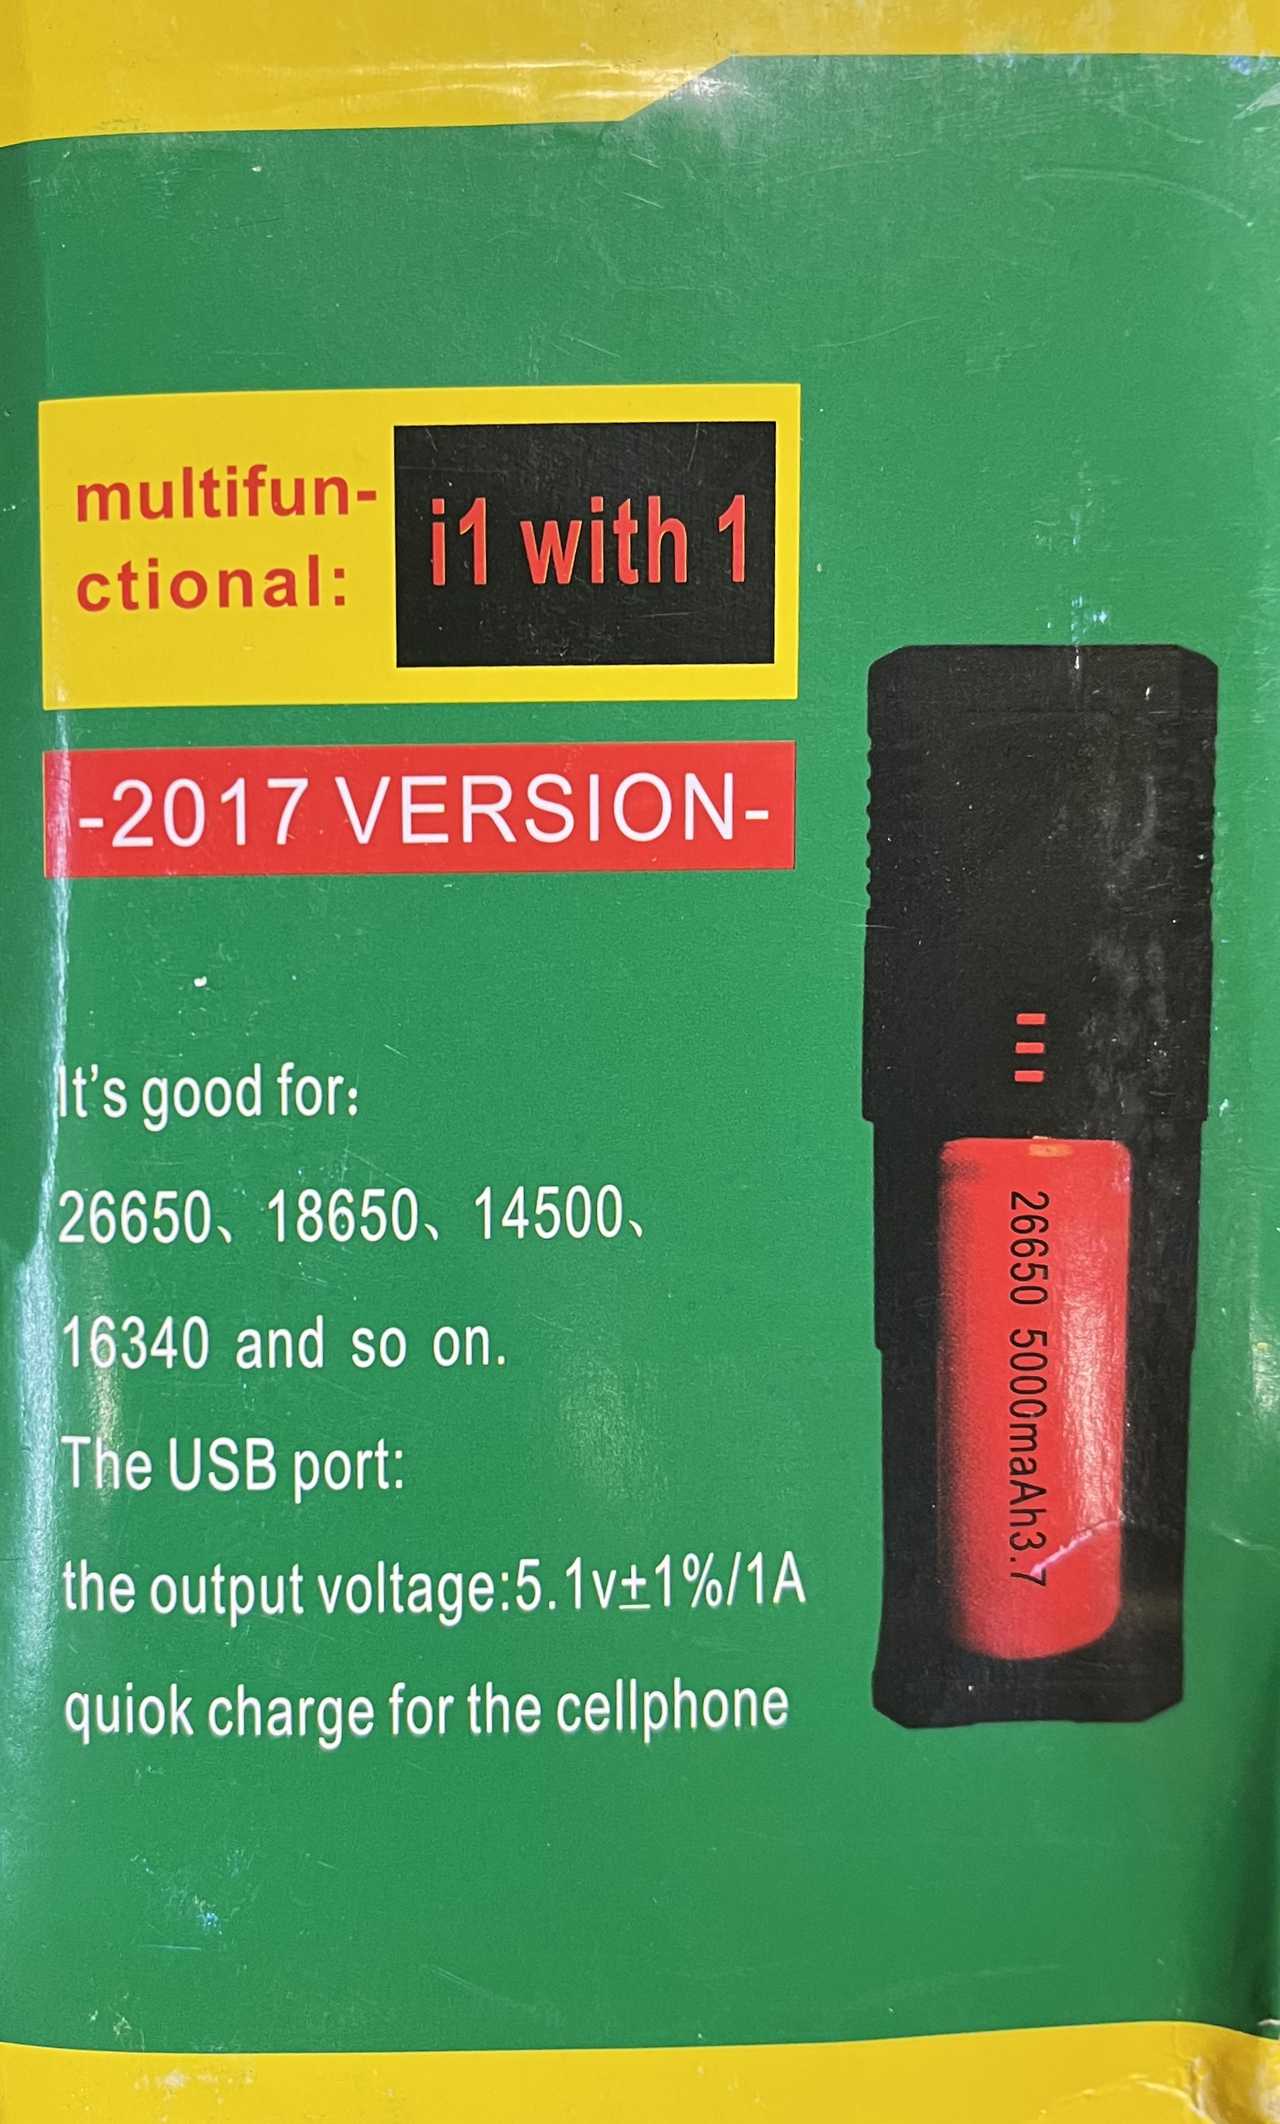 multifun-
ctional:
i1 with 1
-2017 VERSION-
It's good for:
26650、18650、14500、
16340 and so on.
The USB port:
the output voltage:5.1v±1%/1A
quiok charge for the cellphone
26650 5000maAh3.7